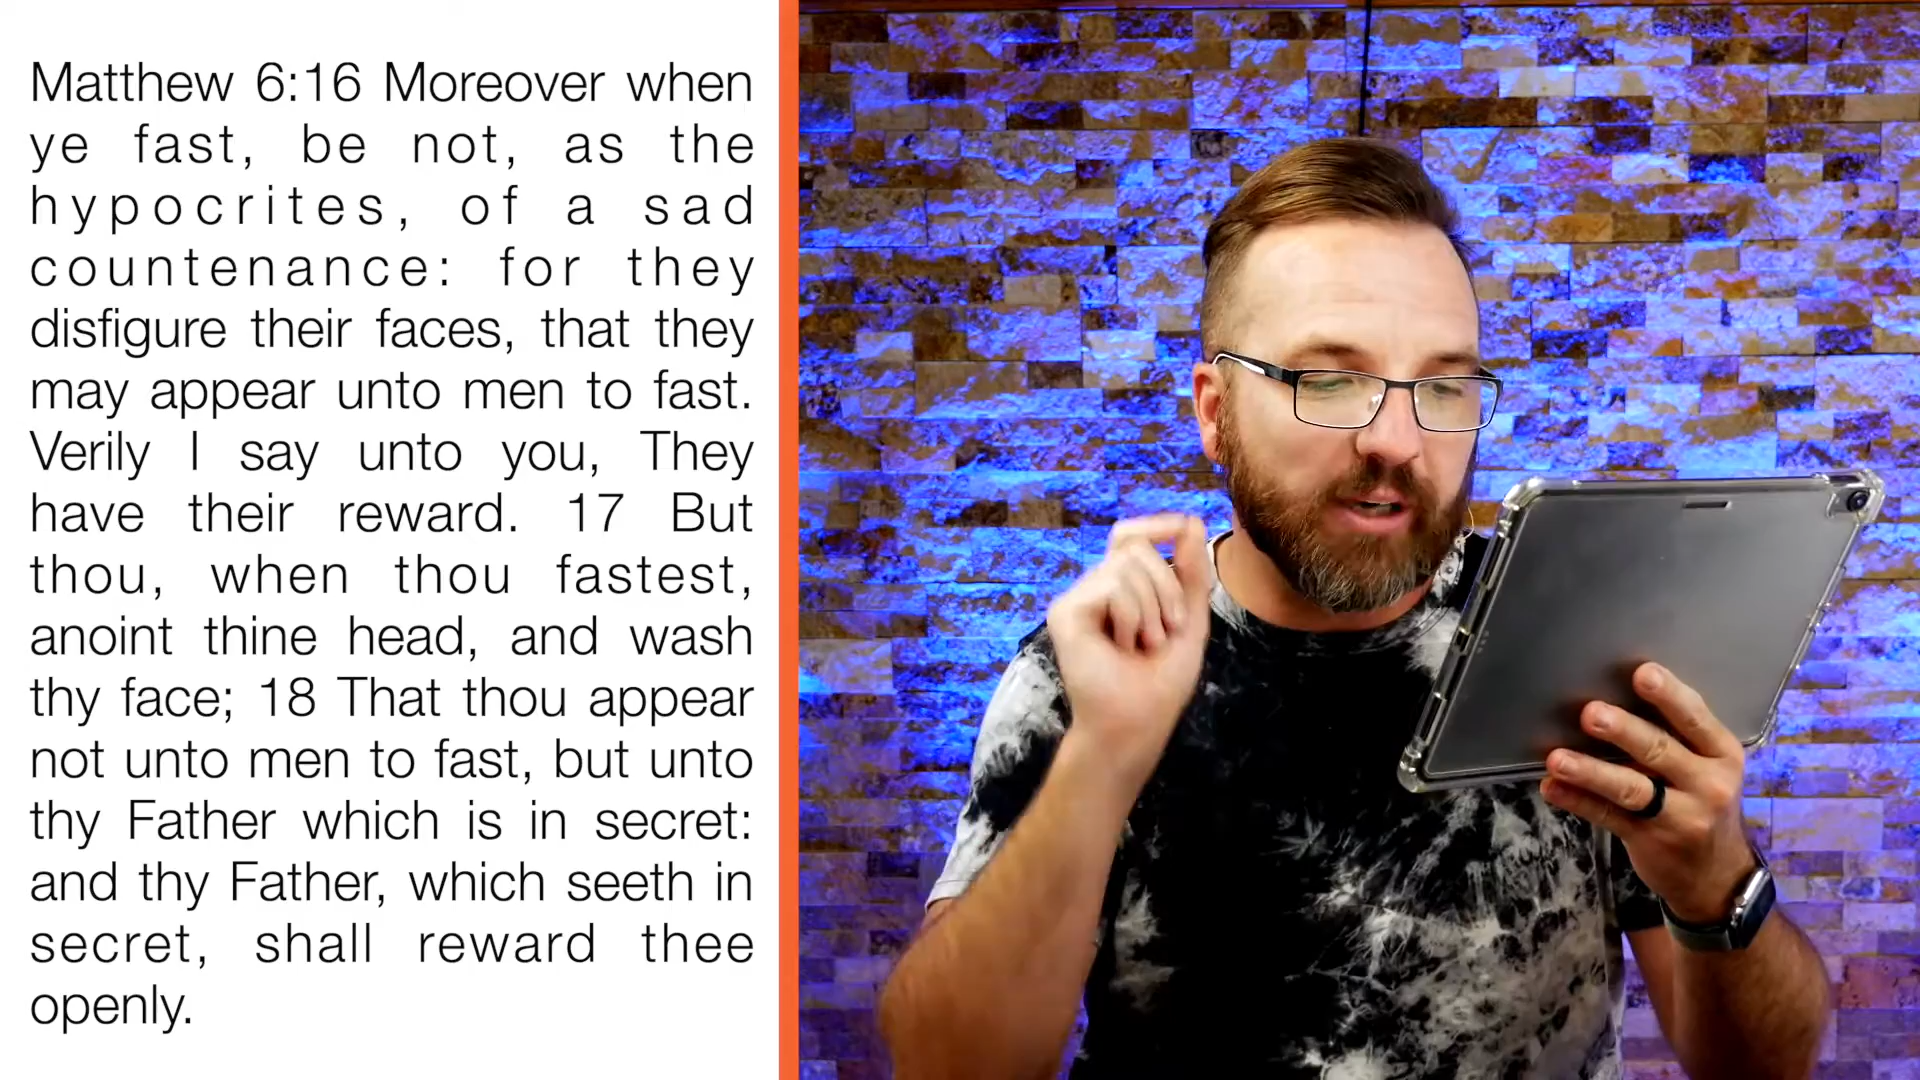 Matthew 6:16 Moreover when
ye fast, be not, as the
hypocrites, of a sad
countenance: for they
disfigure their faces, that they
may appear unto men to fast.
Verily I say unto you, They
have their reward. 17 But
thou, when thou fastest,
anoint thine head, and wash
thy face; 18 That thou appear
not unto men to fast, but unto
thy Father which is in secret:
and thy Father, which seeth in
secret, shall reward thee
openly.